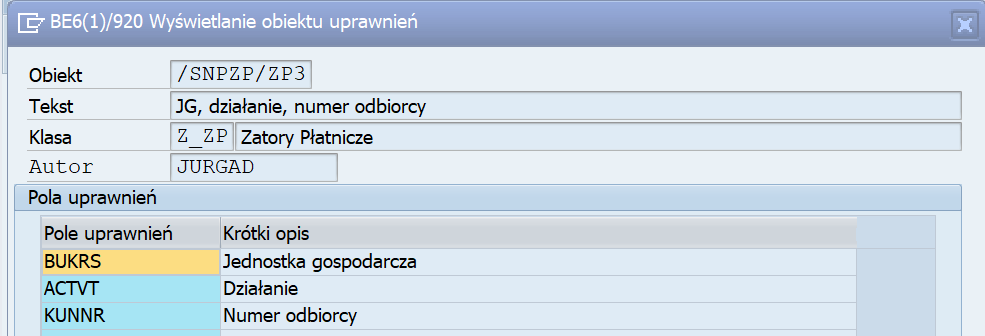 BE6(1)/920 Wyświetlanie obiektu uprawnień
Obiekt /SNPZP/ZP3
Tekst JG, działanie, numer odbiorcy
Klasa Z_ZP Zatory Płatnicze
Autor JURGAD
Pola uprawnień
Pole uprawnień Krótki opis
BUKRS Jednostka gospodarcza
ACTVT Działanie
KUNNR Numer odbiorcy